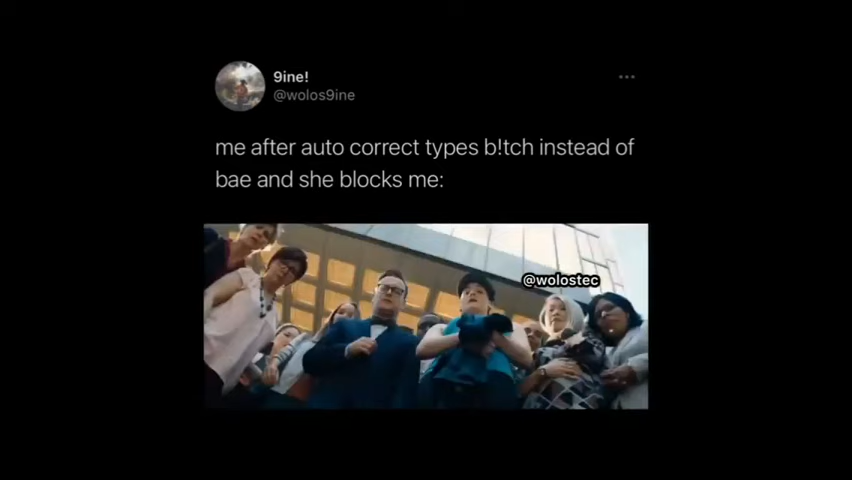 9ine!
@wolos9ine
me after auto correct types b!tch instead of
bae and she blocks me:
@wolostec